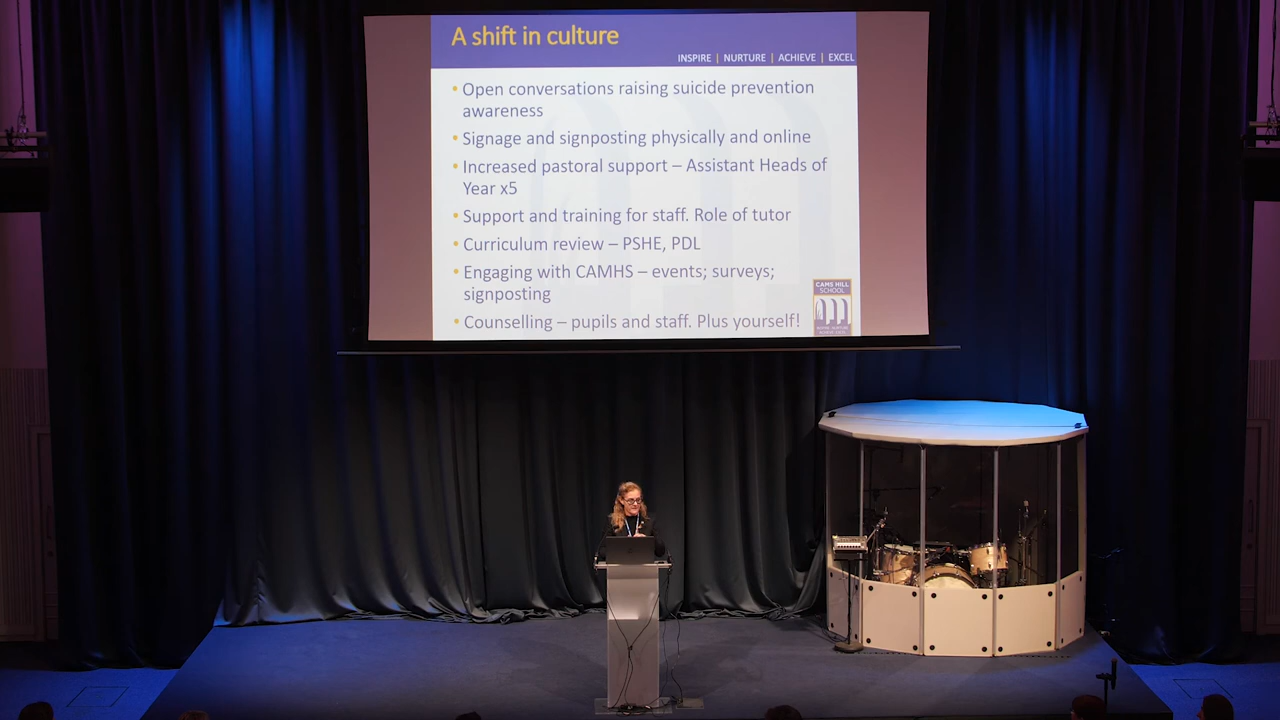 A shift in culture
INSPIRE | NURTURE | ACHIEVE | EXCEL
• Open conversations raising suicide prevention
awareness
• Signage and signposting physically and online
• Increased pastoral support – Assistant Heads of
Year x5
• Support and training for staff. Role of tutor
• Curriculum review – PSHE, PDL
• Engaging with CAMHS – events; surveys;
signposting
• Counselling – pupils and staff. Plus yourself!
CAMS HILL
SCHOOL